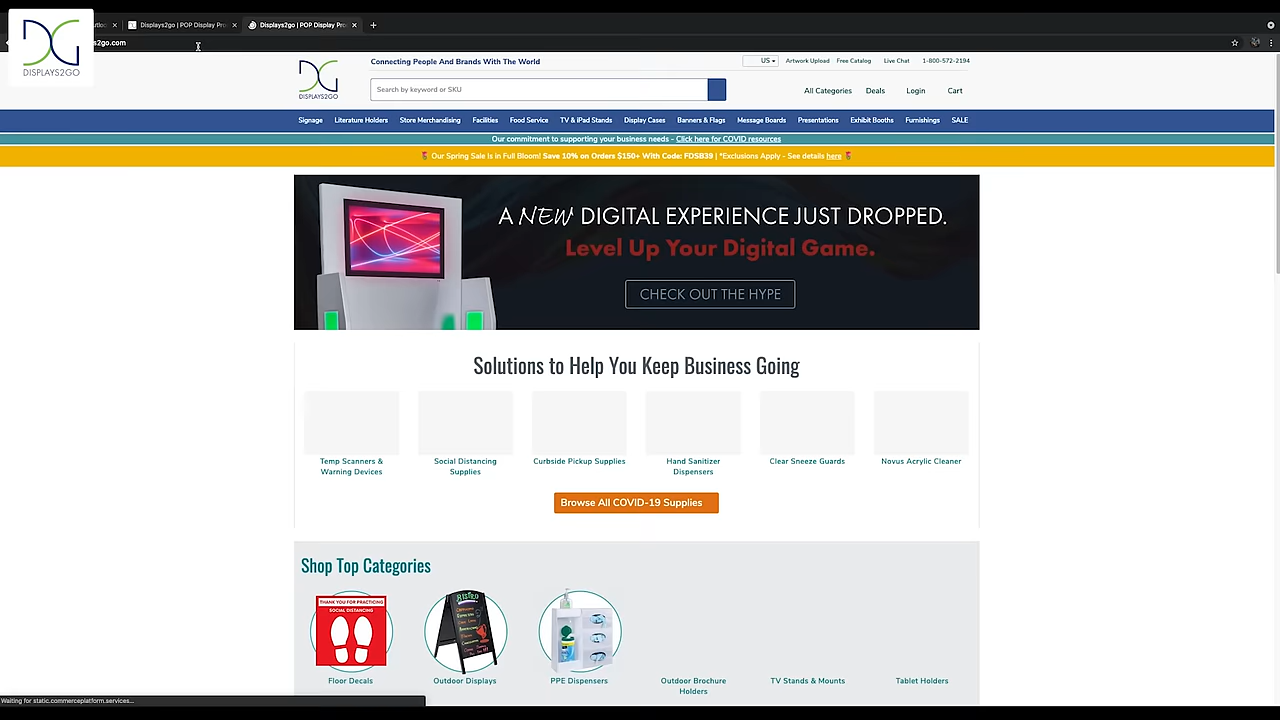 Displays2go | POP Display Pro
Displays2go | POP Display Pro
s2go.com
DISPLAYS2GO
DISPLAYS2GO
Connecting People And Brands With The World
US
Artwork Upload
Free Catalog
Live Chat
1-800-572-2194
Search by keyword or SKU
All Categories
Deals
Login
Cart
Signage
Literature Holders
Store Merchandising
Facilities
Food Service
TV & iPad Stands
Display Cases
Banners & Flags
Message Boards
Presentations
Exhibit Booths
Furnishings
SALE
Our commitment to supporting your business needs - Click here for COVID resources
Our Spring Sale Is in Full Bloom! Save 10% on Orders $150+ With Code: FDSB39 | *Exclusions Apply - See details here
A NEW DIGITAL EXPERIENCE JUST DROPPED.
Level Up Your Digital Game.
CHECK OUT THE HYPE
Solutions to Help You Keep Business Going
Temp Scanners &
Warning Devices
Social Distancing
Supplies
Curbside Pickup Supplies
Hand Sanitizer
Dispensers
Clear Sneeze Guards
Novus Acrylic Cleaner
Browse All COVID-19 Supplies
Shop Top Categories
THANK YOU FOR PRACTICING
SOCIAL DISTANCING
BISTRO
Floor Decals
Outdoor Displays
PPE Dispensers
Outdoor Brochure
Holders
TV Stands & Mounts
Tablet Holders
Waiting for static.commerceplatform.services...